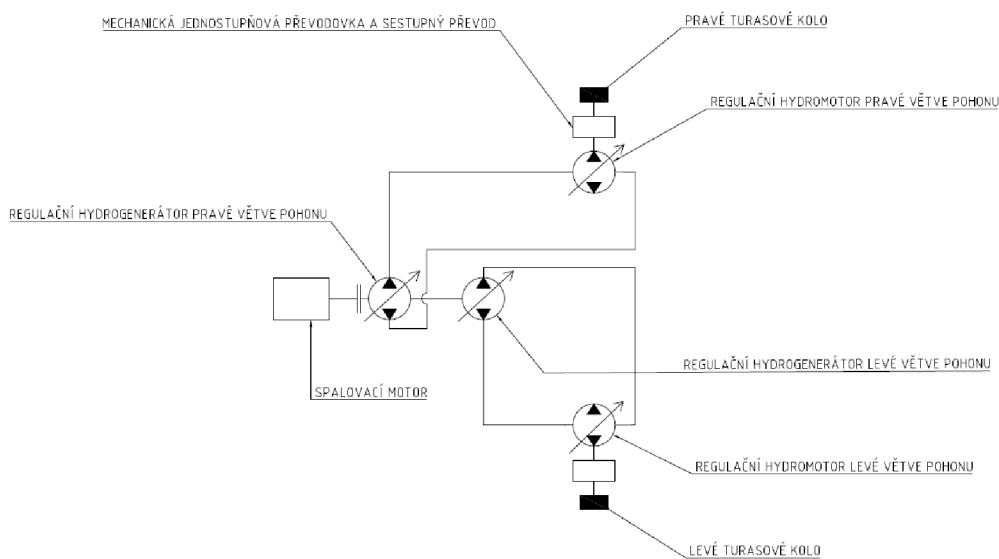 MECHANICKÁ JEDNOSTUPŇOVÁ PŘEVODOVKA A SESTUPNÝ PŘEVOD
PRAVÉ TURASOVÉ KOLO
REGULAČNÍ HYDROMOTOR PRAVÉ VĚTVE POHONU
REGULAČNÍ HYDROGENERÁTOR PRAVÉ VĚTVE POHONU
REGULAČNÍ HYDROGENERÁTOR LEVÉ VĚTVE POHONU
SPALOVACÍ MOTOR
REGULAČNÍ HYDROMOTOR LEVÉ VĚTVE POHONU
LEVÉ TURASOVÉ KOLO